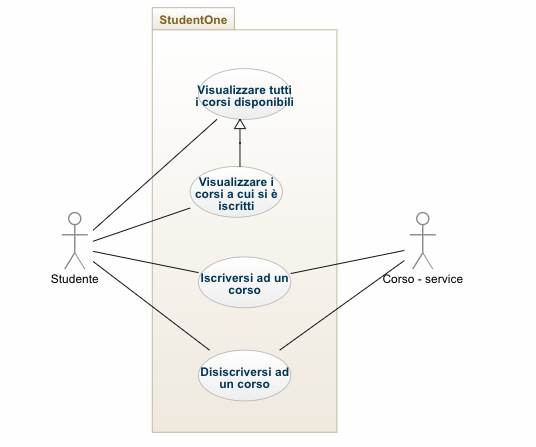 StudentOne
Visualizzare tutti
i corsi disponibili
Visualizzare i
corsi a cui si è
iscritti
Studente
Corso - service
Iscriversi ad un
corso
Disiscriversi ad
un corso